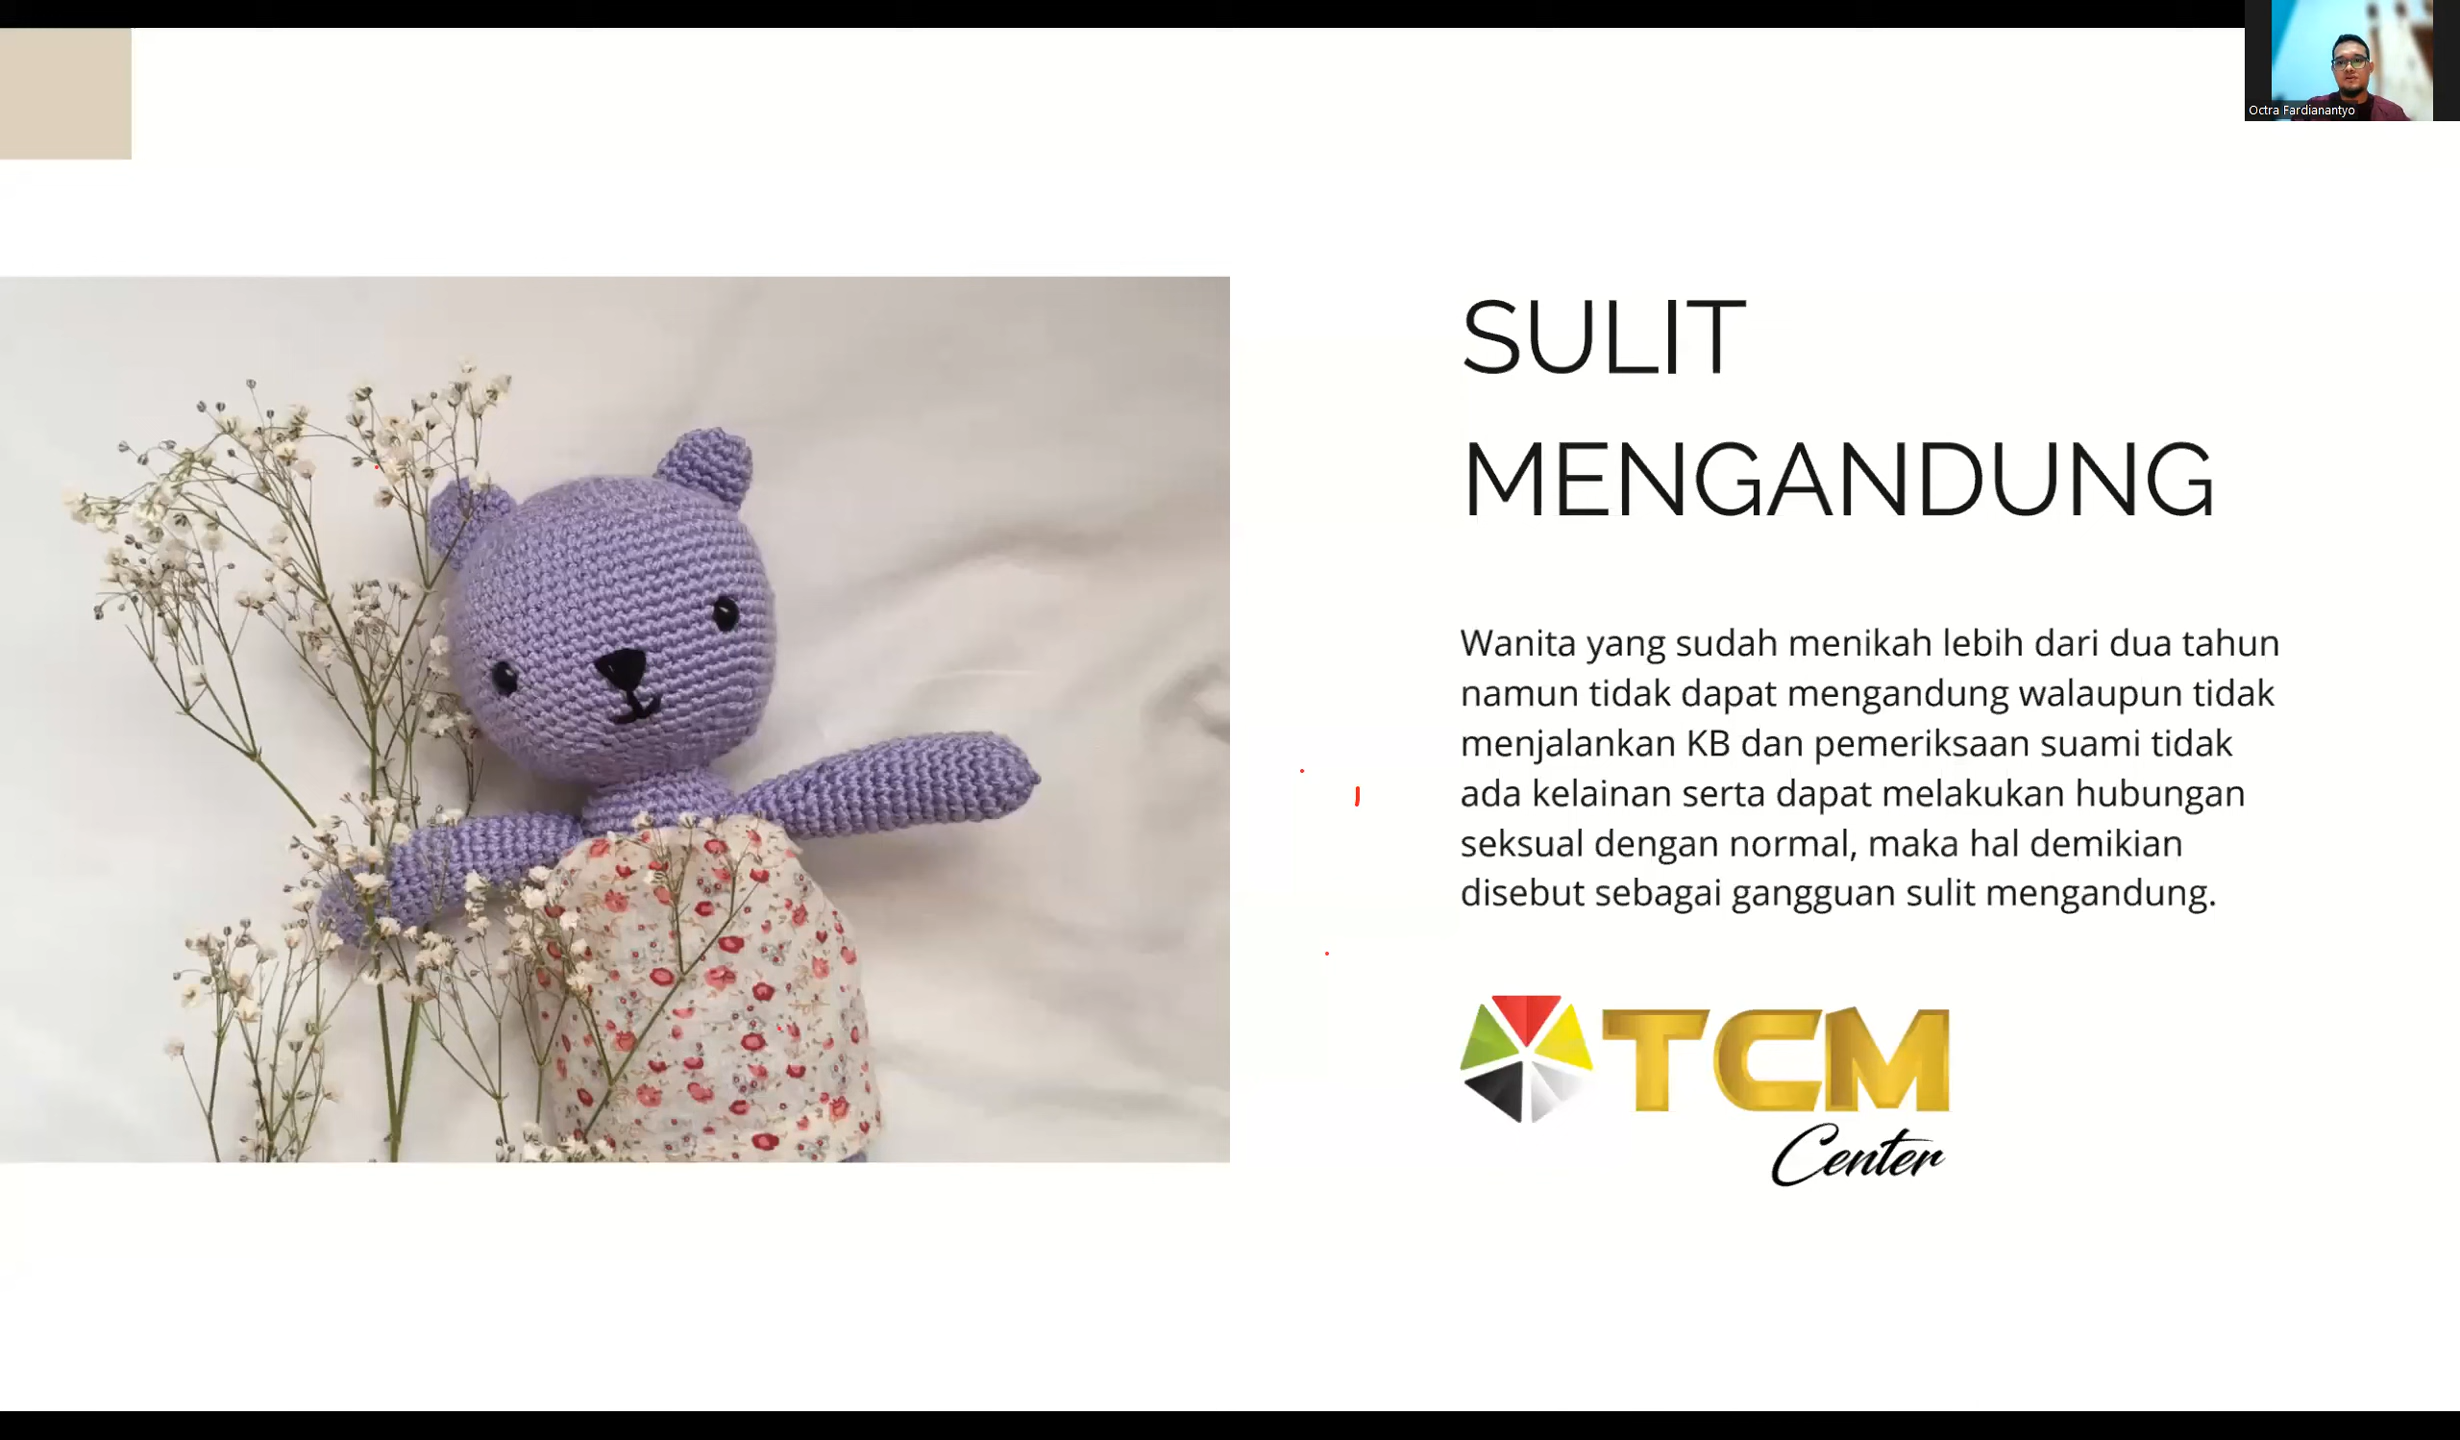 Octra Fardianantyo
SULIT
MENGANDUNG
Wanita yang sudah menikah lebih dari dua tahun
namun tidak dapat mengandung walaupun tidak
menjalankan KB dan pemeriksaan suami tidak
ada kelainan serta dapat melakukan hubungan
seksual dengan normal, maka hal demikian
disebut sebagai gangguan sulit mengandung.
TCM
Center